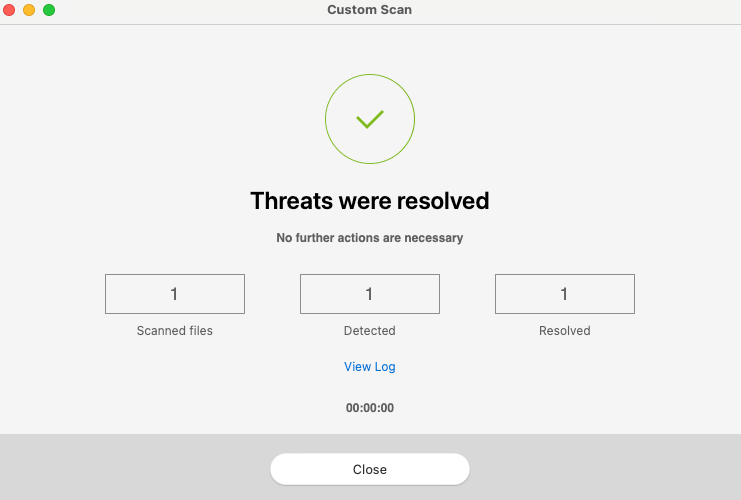 Custom Scan
Threats were resolved
No further actions are necessary
1 1 1
Scanned files Detected Resolved
View Log
00:00:00
Close